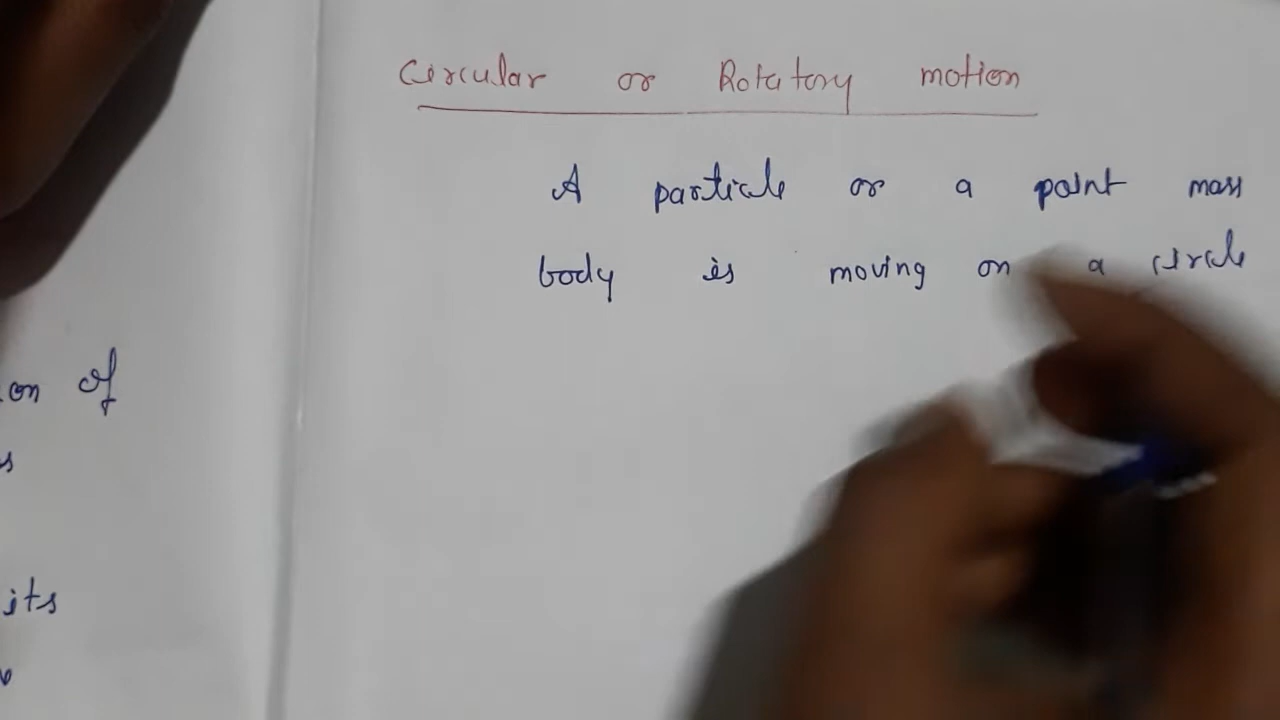 on of
its
Circular or Rotatory motion
A particle or a point mass
body is moving on a circle